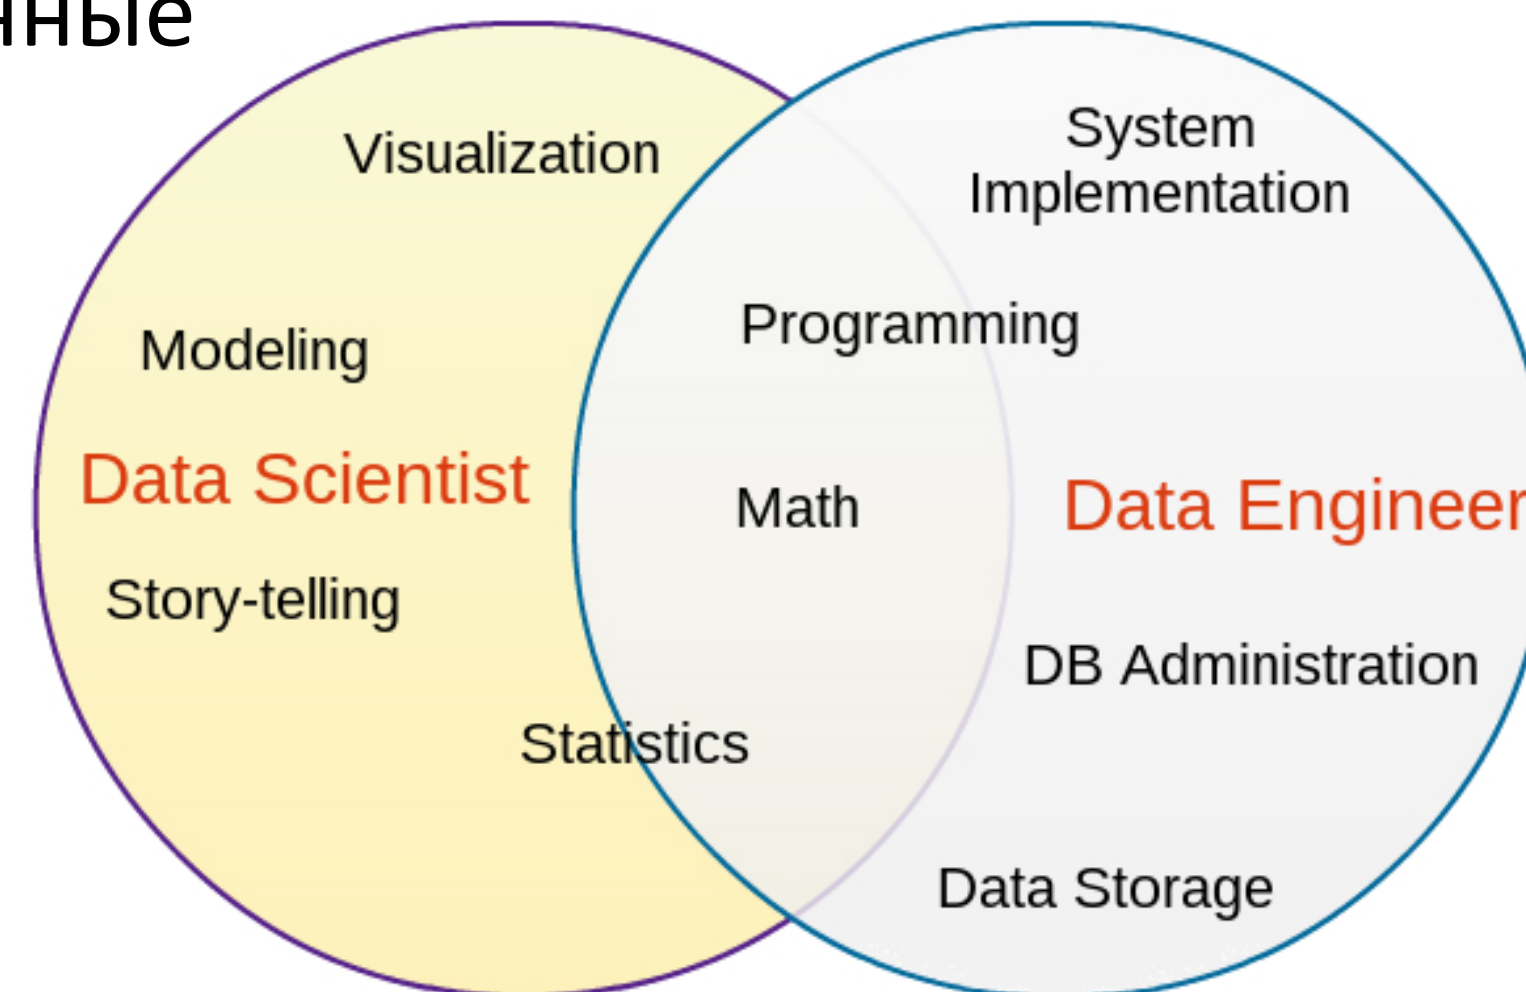 нные
Visualization
System
Implementation
Programming
Modeling
Data Scientist
Math
Data Engineer
Story-telling
DB Administration
Statistics
Data Storage